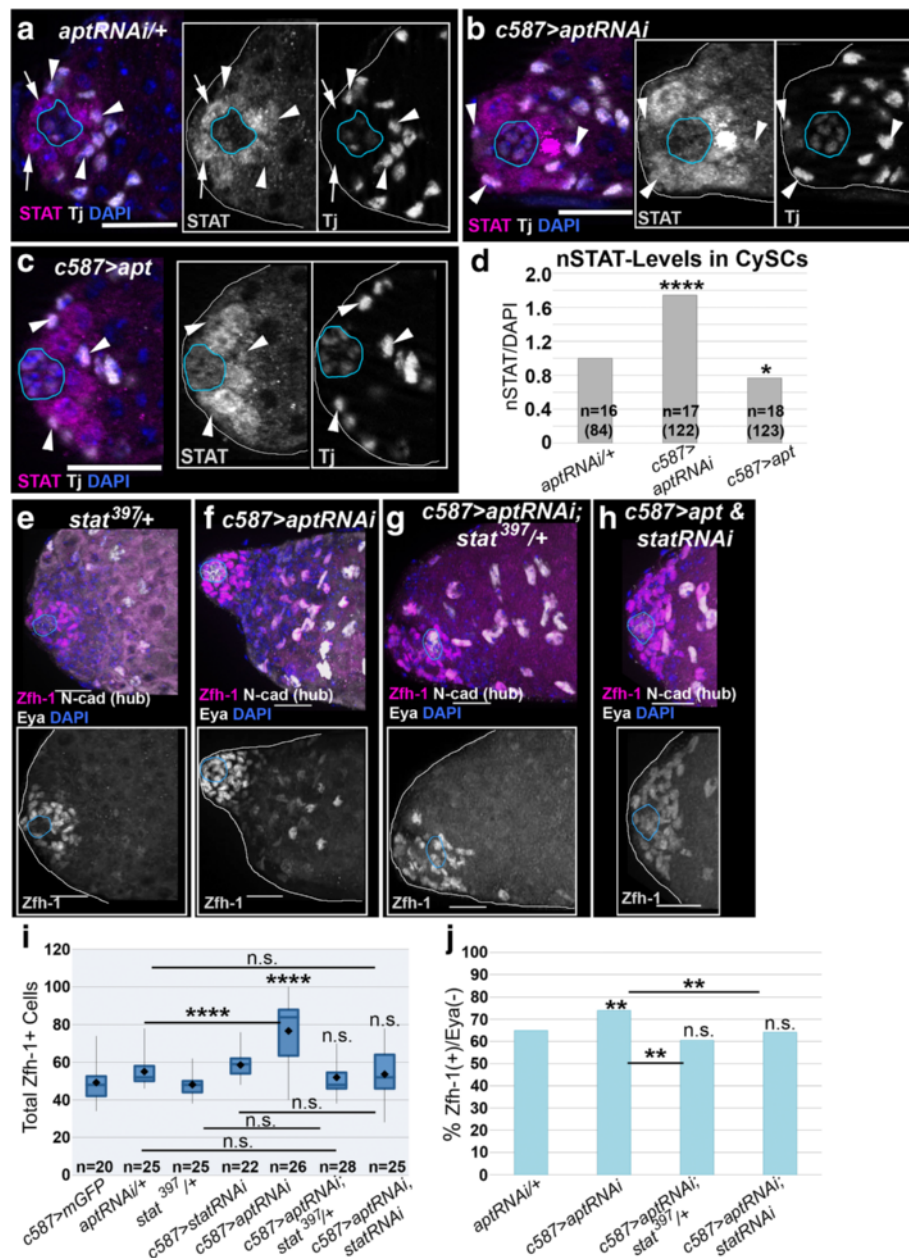 a
aptRNAi/+
STAT Tj DAPI
STAT
Tj
b
c587>aptRNAi
STAT Tj DAPI
STAT
Tj
c
c587>apt
STAT Tj DAPI
STAT
Tj
d
nSTAT-Levels in CySCs
nSTAT/DAPI
2.0
1.6
1.2
0.8
0.4
0
****
*
n=16
(84)
n=17
(122)
n=18
(123)
aptRNAi/+
c587>
aptRNAi
c587>apt
e
stat397/+
Zfh-1 N-cad (hub)
Eya DAPI
Zfh-1
f
c587>aptRNAi
Zfh-1 N-cad (hub)
Eya DAPI
Zfh-1
g
c587>aptRNAi;
stat397/+
Zfh-1 N-cad (hub)
Eya DAPI
Zfh-1
h
c587>apt &
statRNAi
Zfh-1 N-cad (hub)
Eya DAPI
Zfh-1
i
Total Zfh-1+ Cells
120
100
80
60
40
20
0
n.s.
****
****
n.s.
n.s.
n.s.
n.s.
n.s.
n=20
n=25
n=25
n=22
n=26
n=28
n=25
c587>mGFP
aptRNAi/+
stat 397/+
c587>statRNAi
c587>aptRNAi
c587>aptRNAi;
stat 397/+
c587>aptRNAi,
statRNAi
j
% Zfh-1(+)/Eya(-)
100
90
80
70
60
50
40
30
20
10
0
**
**
**
n.s.
n.s.
aptRNAi/+
c587>aptRNAi
c587>aptRNAi;
stat397/+
c587>aptRNAi;
statRNAi